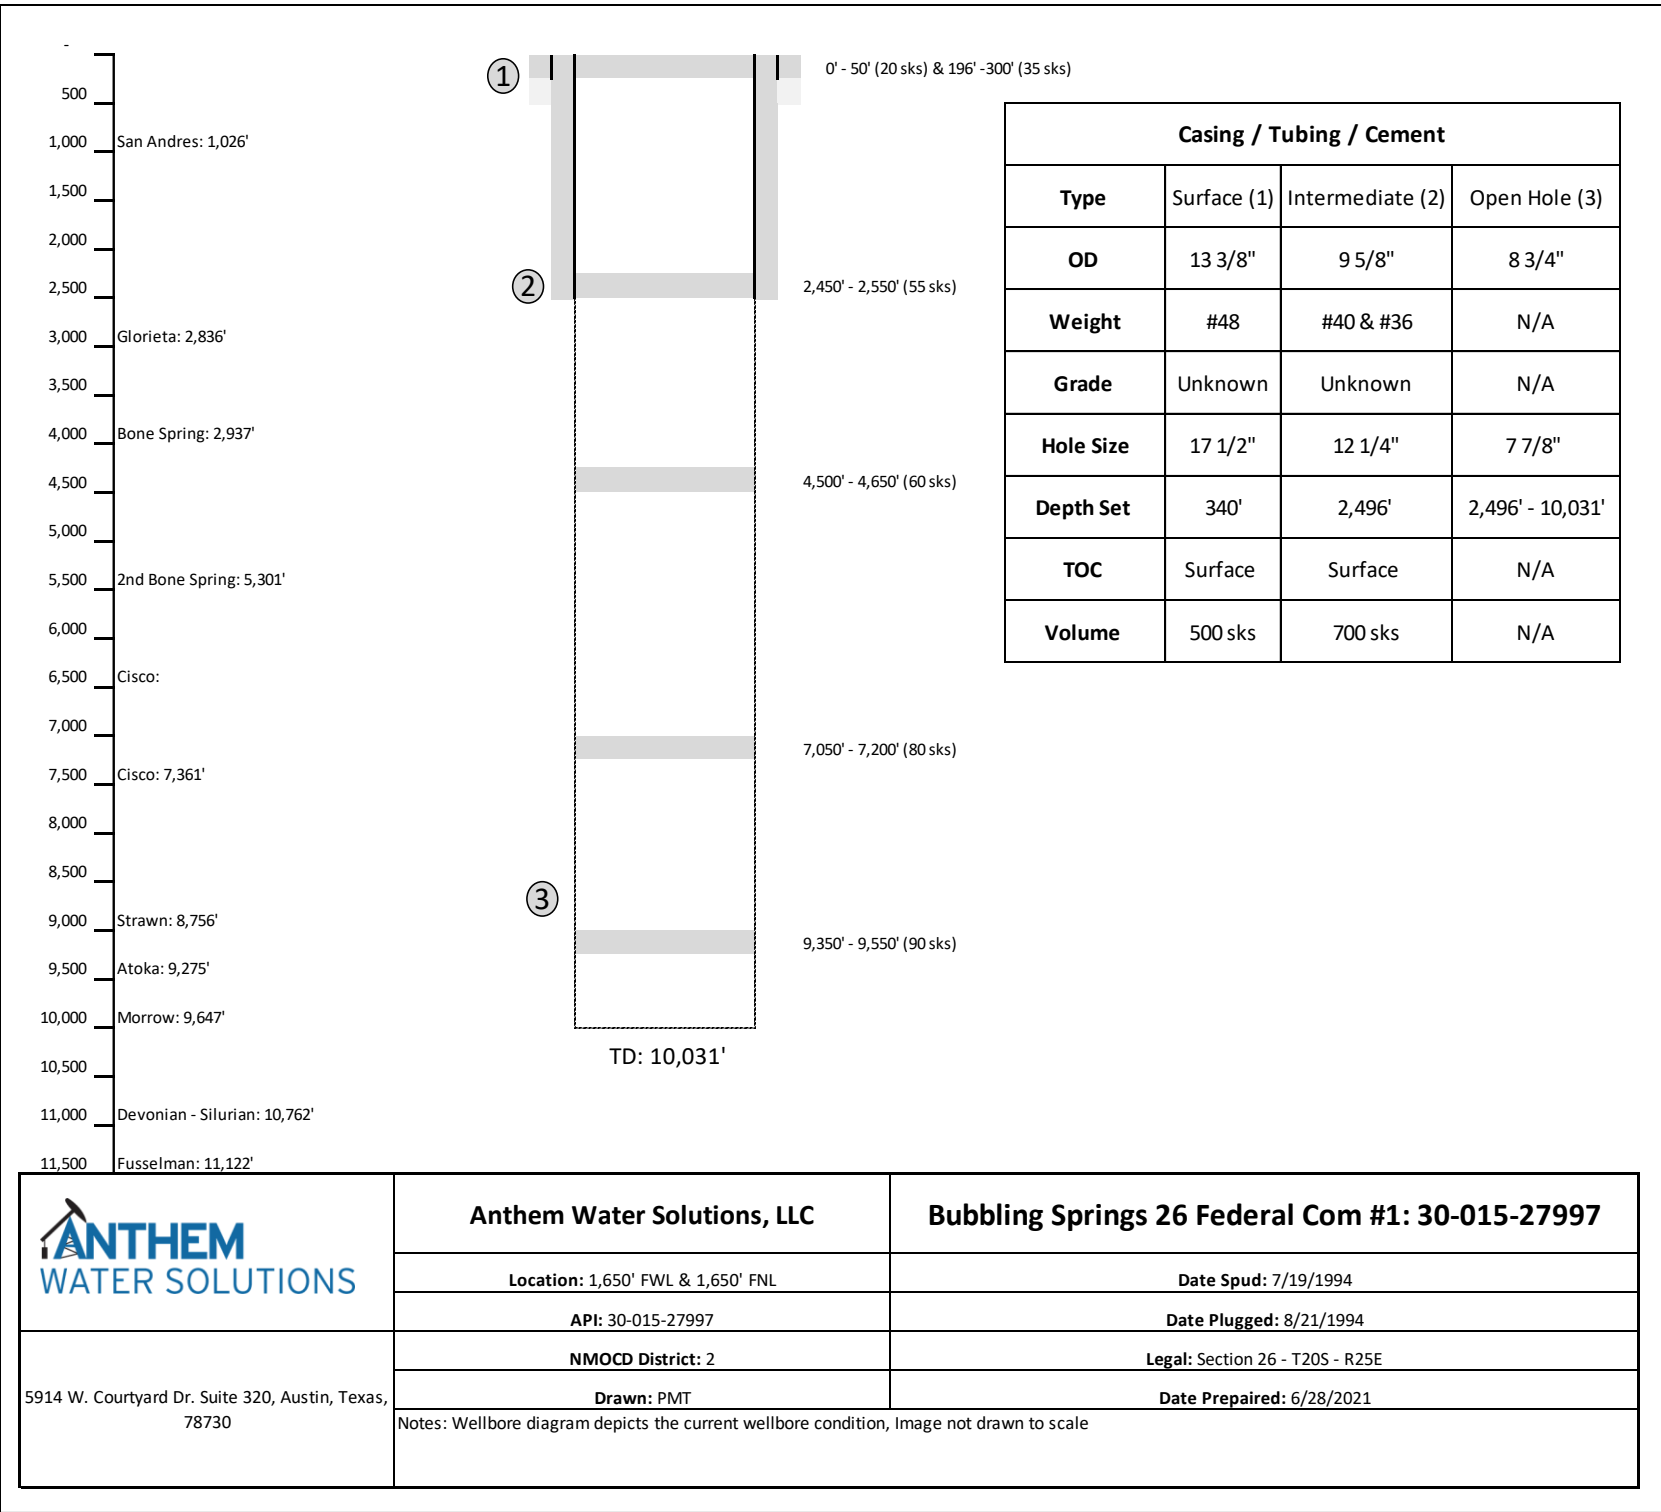 -
500
1,000 San Andres: 1,026'
1,500
2,000
2,500
3,000 Glorieta: 2,836'
3,500
4,000 Bone Spring: 2,937'
4,500
5,000
5,500 2nd Bone Spring: 5,301'
6,000
6,500 Cisco:
7,000
7,500 Cisco: 7,361'
8,000
8,500
9,000 Strawn: 8,756'
9,500 Atoka: 9,275'
10,000 Morrow: 9,647'
10,500
11,000 Devonian - Silurian: 10,762'
11,500 Fusselman: 11,122'
1
0' - 50' (20 sks) & 196' -300' (35 sks)
2
2,450' - 2,550' (55 sks)
4,500' - 4,650' (60 sks)
7,050' - 7,200' (80 sks)
3
9,350' - 9,550' (90 sks)
TD: 10,031'
Casing / Tubing / Cement
Type Surface (1) Intermediate (2) Open Hole (3)
OD 13 3/8" 9 5/8" 8 3/4"
Weight #48 #40 & #36 N/A
Grade Unknown Unknown N/A
Hole Size 17 1/2" 12 1/4" 7 7/8"
Depth Set 340' 2,496' 2,496' - 10,031'
TOC Surface Surface N/A
Volume 500 sks 700 sks N/A
ANTHEM
WATER SOLUTIONS
5914 W. Courtyard Dr. Suite 320, Austin, Texas,
78730
Anthem Water Solutions, LLC Bubbling Springs 26 Federal Com #1: 30-015-27997
Location: 1,650' FWL & 1,650' FNL Date Spud: 7/19/1994
API: 30-015-27997 Date Plugged: 8/21/1994
NMOCD District: 2 Legal: Section 26 - T20S - R25E
Drawn: PMT Date Prepaired: 6/28/2021
Notes: Wellbore diagram depicts the current wellbore condition, Image not drawn to scale